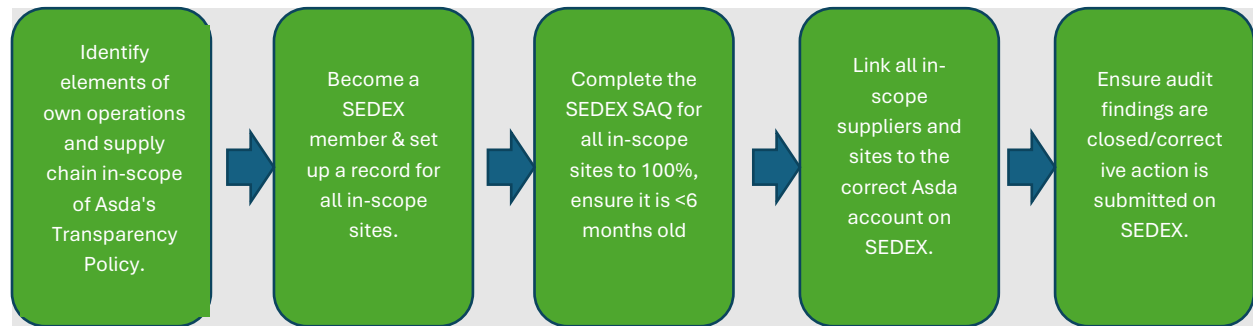 Identify
elements of
own operations
and supply
chain in-scope
of Asda's
Transparency
Policy.
Become a
SEDEX
member & set
up a record for
all in-scope
sites.
Complete the
SEDEX SAQ for
all in-scope
sites to 100%,
ensure it is <6
months old
Link all in-
scope
suppliers and
sites to the
correct Asda
account on
SEDEX.
Ensure audit
findings are
closed/correct
ive action is
submitted on
SEDEX.